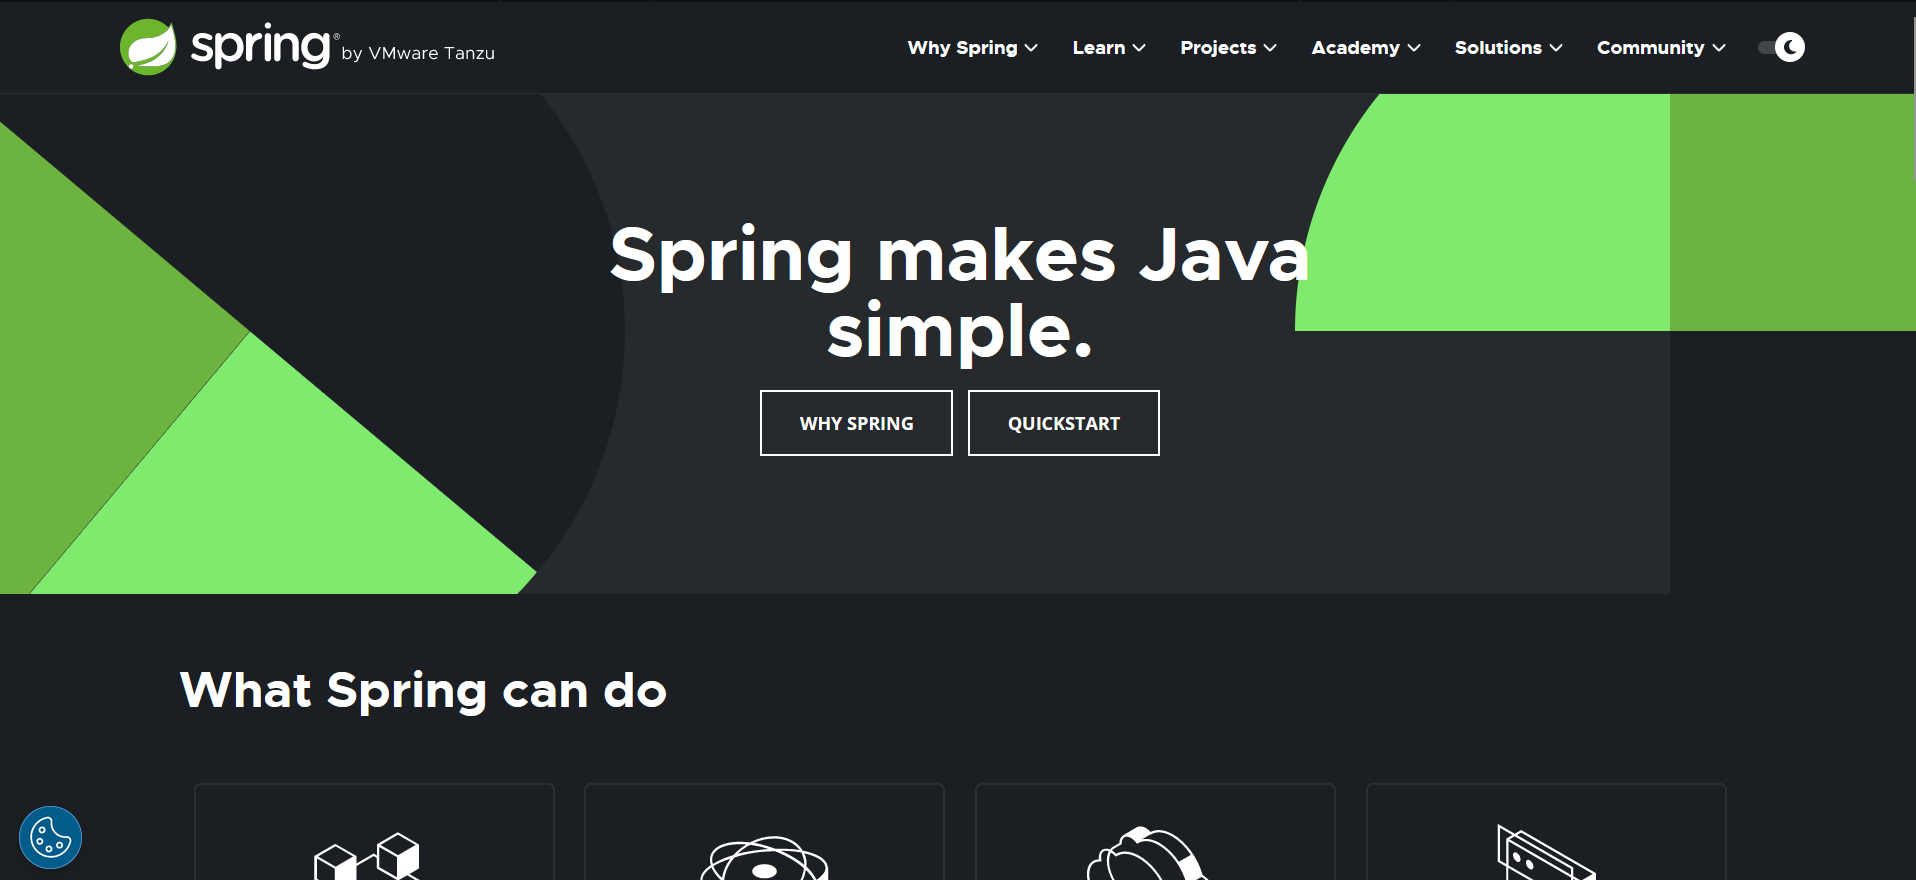 spring® by VMware Tanzu
Why Spring Learn Projects Academy Solutions Community
Spring makes Java
simple.
WHY SPRING QUICKSTART
What Spring can do